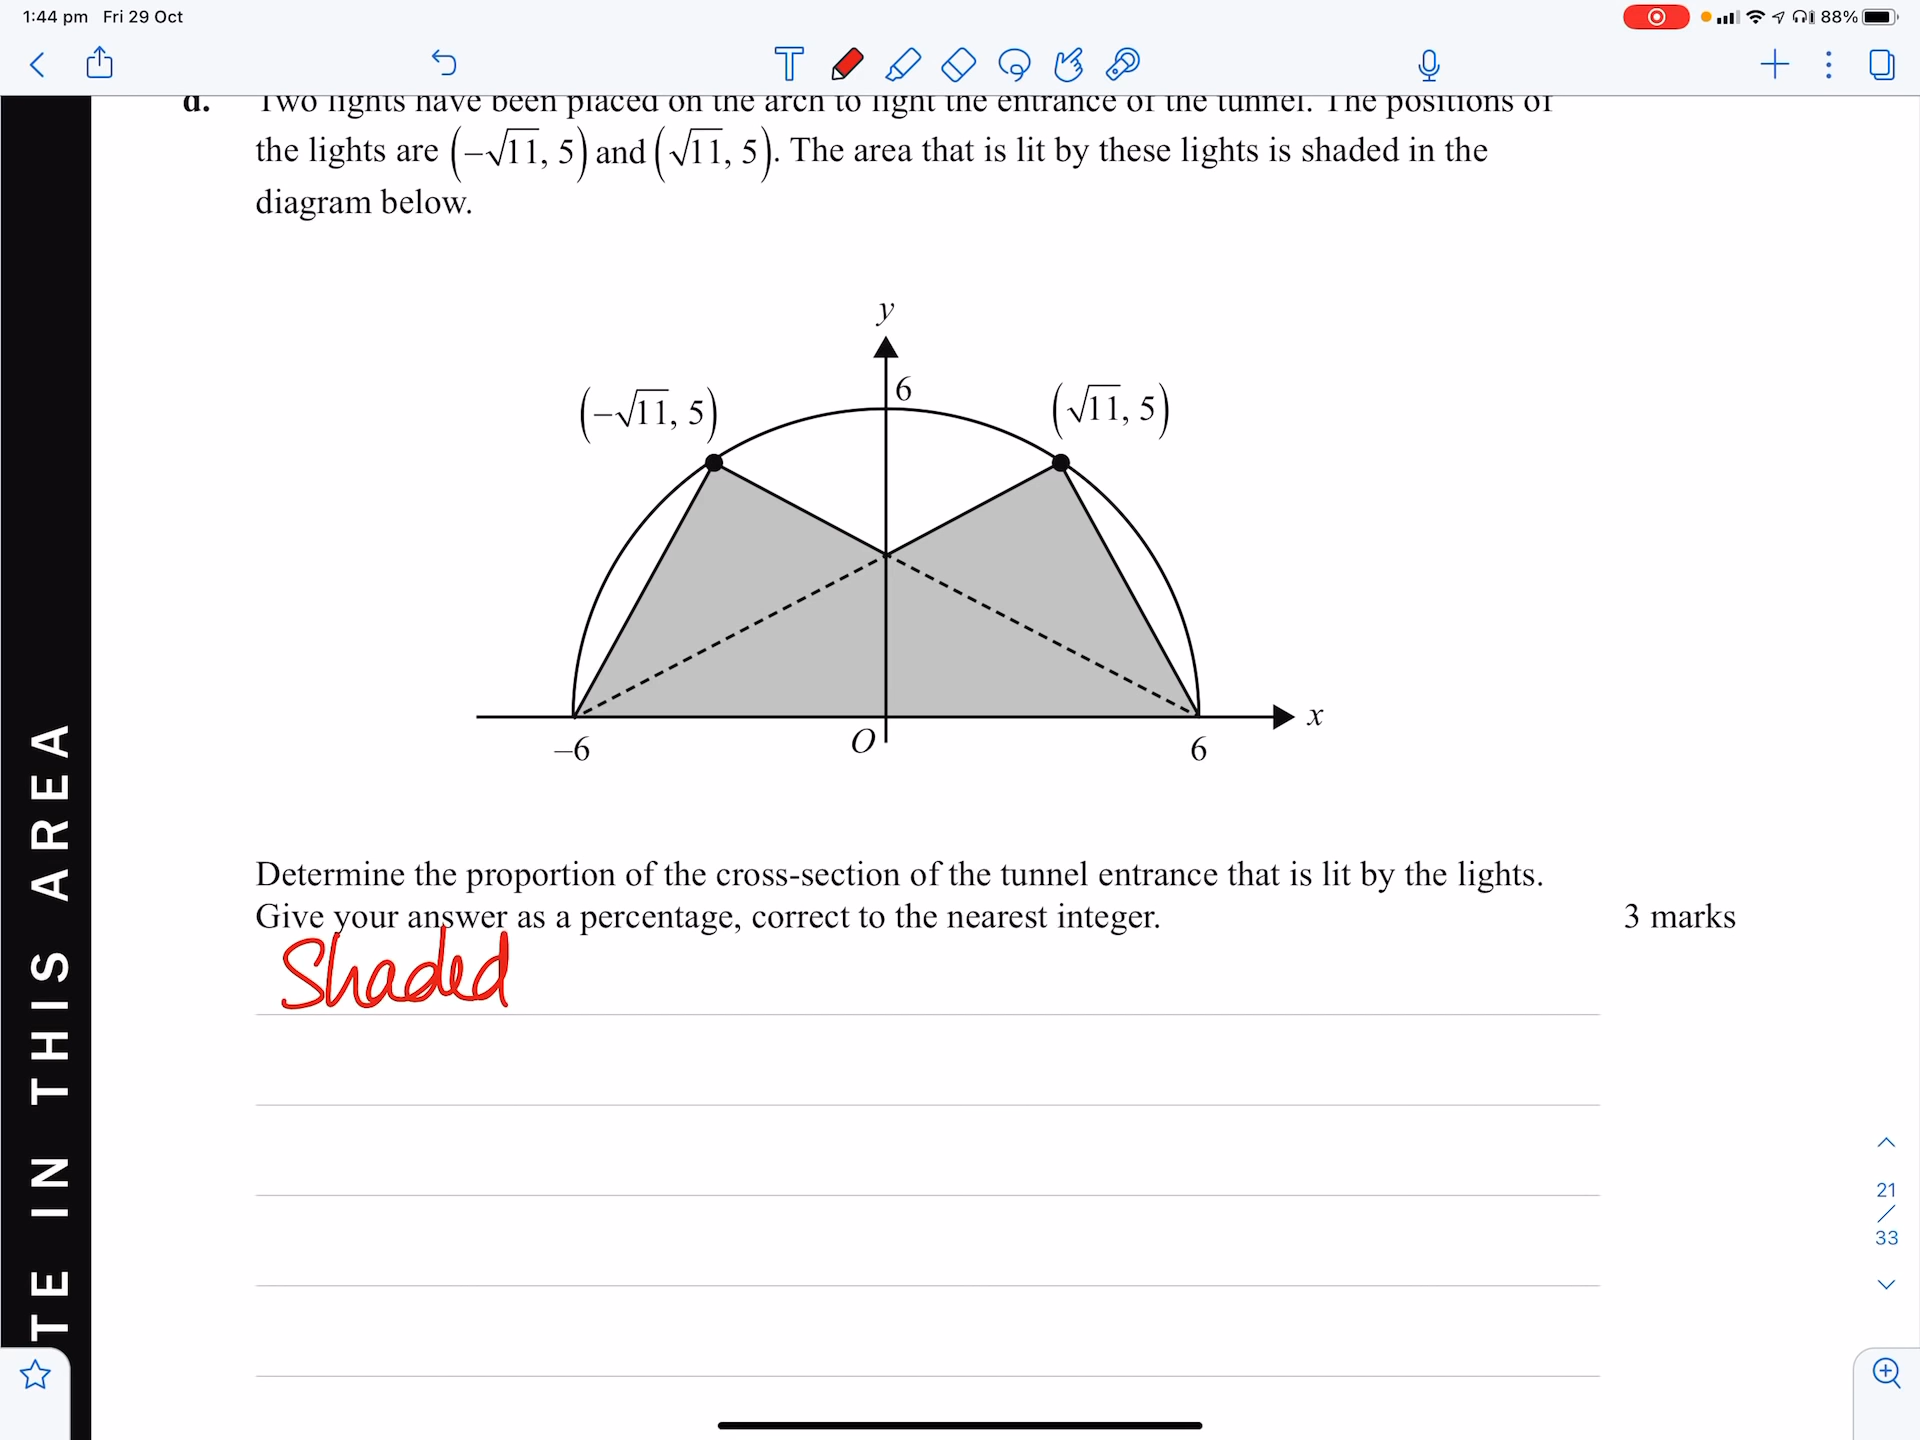 1:44 pm Fri 29 Oct
88%
d. Two lights have been placed on the arch to light the entrance of the tunnel. The positions of
the lights are (−√11, 5) and (√11, 5). The area that is lit by these lights is shaded in the
diagram below.
y
6
(−√11, 5)
(√11, 5)
x
−6
O
6
Determine the proportion of the cross-section of the tunnel entrance that is lit by the lights.
Give your answer as a percentage, correct to the nearest integer.
3 marks
Shaded
TE IN THIS AREA
21
/
33